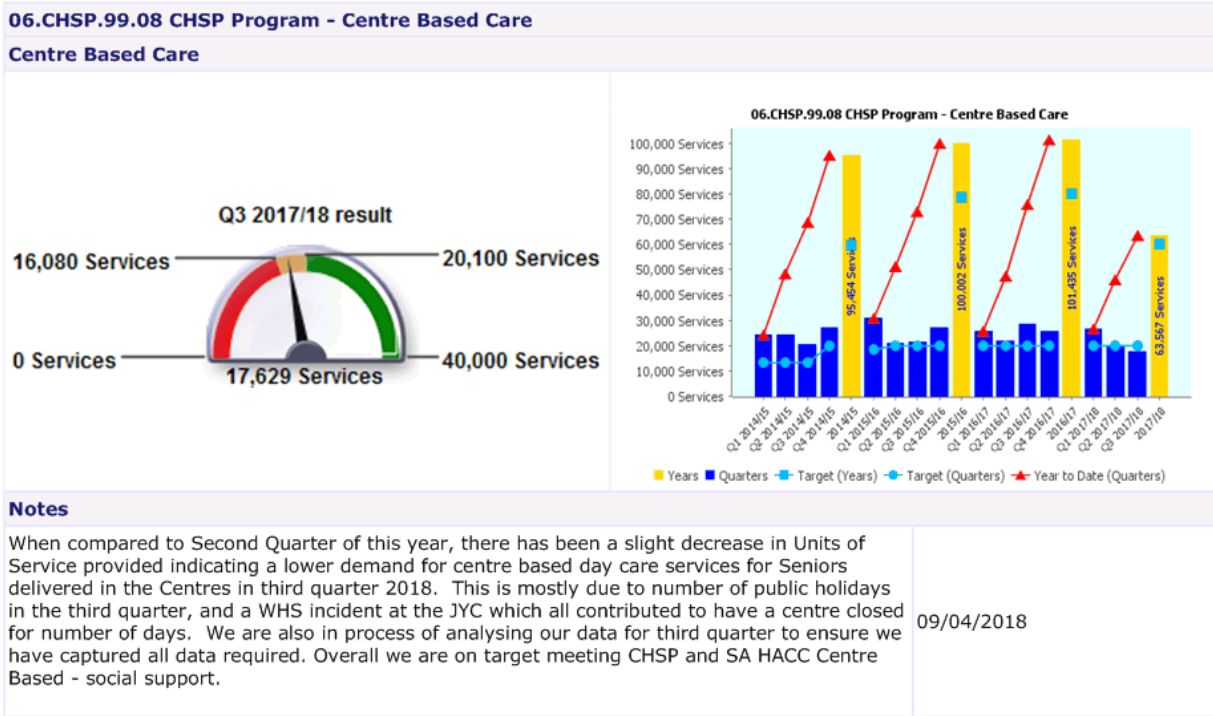 06.CHSP.99.08 CHSP Program - Centre Based Care
Centre Based Care
Q3 2017/18 result
16,080 Services
20,100 Services
0 Services
40,000 Services
17,629 Services
06.CHSP.99.08 CHSP Program - Centre Based Care
100,000 Services
90,000 Services
80,000 Services
70,000 Services
60,000 Services
50,000 Services
40,000 Services
30,000 Services
20,000 Services
10,000 Services
0 Services
95,454 Services
100,002 Services
101,435 Services
63,567 Services
Q1 2014/15
Q2 2014/15
Q3 2014/15
Q4 2014/15
2014/15
Q1 2015/16
Q2 2015/16
Q3 2015/16
Q4 2015/16
2015/16
Q1 2016/17
Q2 2016/17
Q3 2016/17
Q4 2016/17
2016/17
Q1 2017/18
Q2 2017/18
Q3 2017/18
2017/18
Years Quarters Target (Years) Target (Quarters) Year to Date (Quarters)
Notes
When compared to Second Quarter of this year, there has been a slight decrease in Units of
Service provided indicating a lower demand for centre based day care services for Seniors
delivered in the Centres in third quarter 2018. This is mostly due to number of public holidays
in the third quarter, and a WHS incident at the JYC which all contributed to have a centre closed
for number of days. We are also in process of analysing our data for third quarter to ensure we
have captured all data required. Overall we are on target meeting CHSP and SA HACC Centre
Based - social support.
09/04/2018